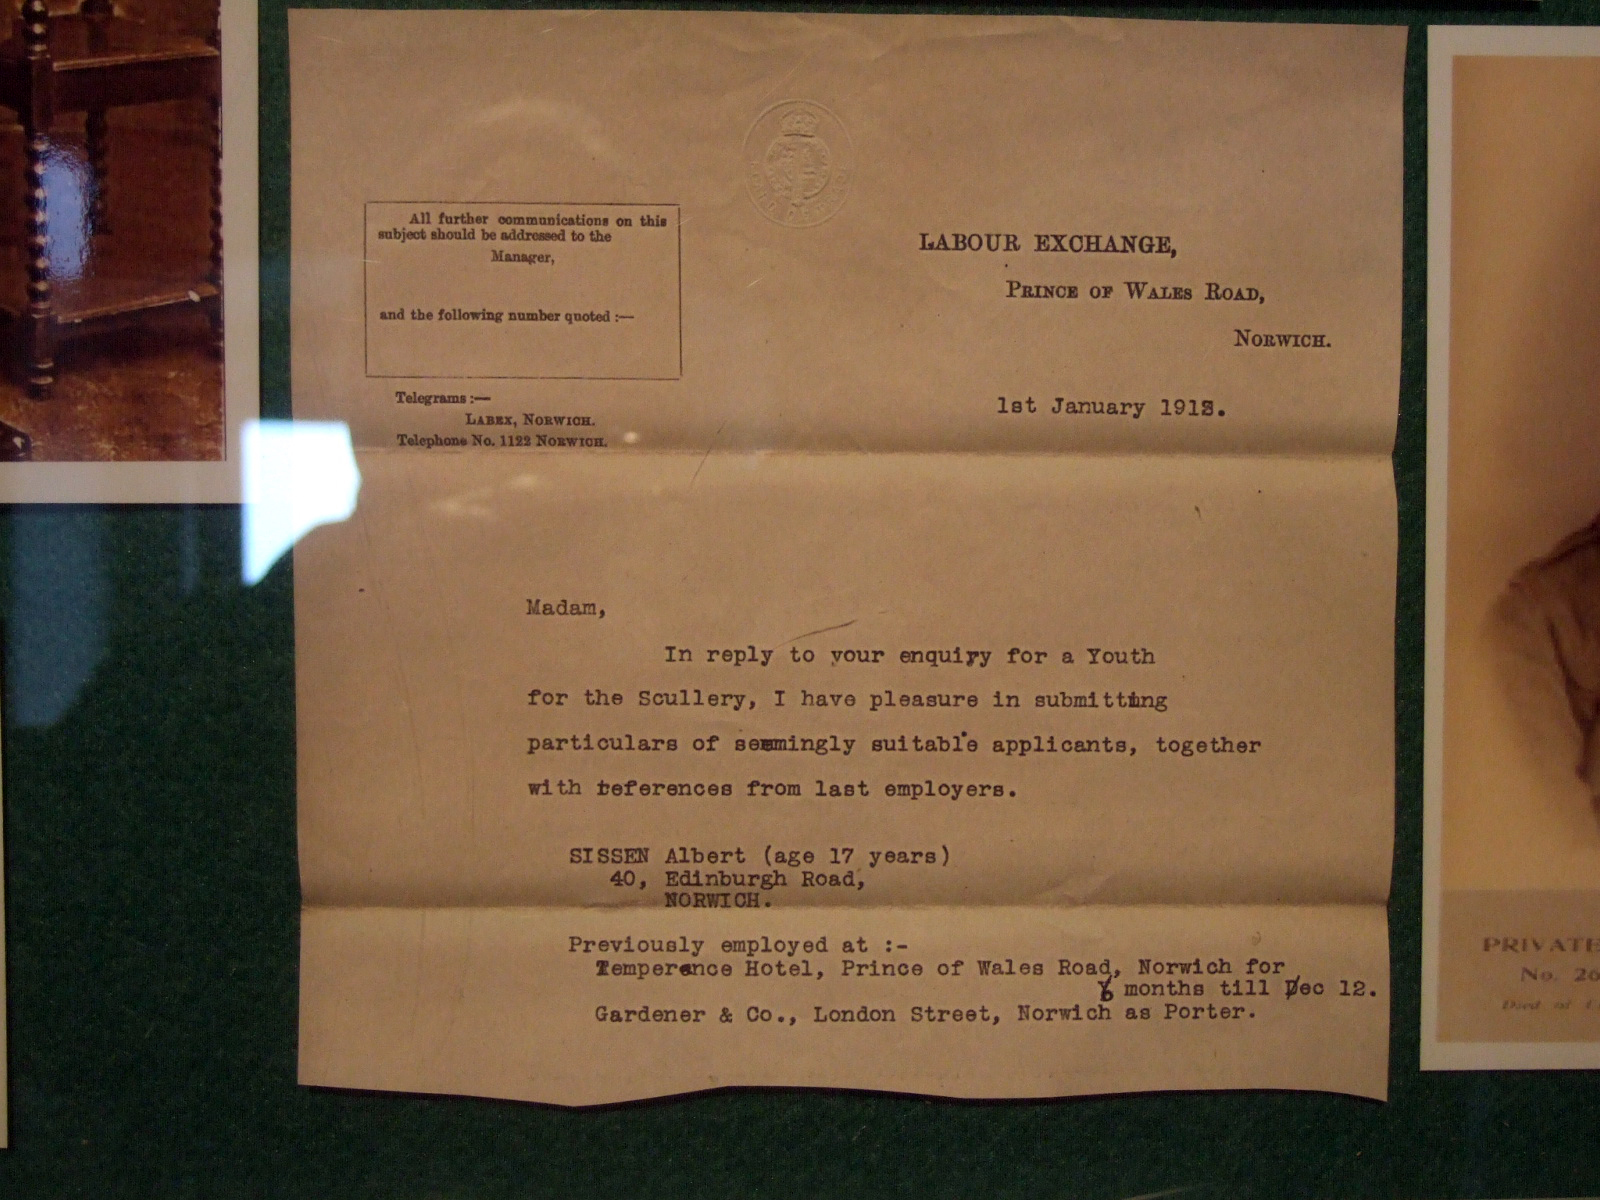 All further communications on this
subject should be addressed to the
Manager,
and the following number quoted :—
Telegrams :—
LABEX, NORWICH.
Telephone No. 1122 NORWICH.
LABOUR EXCHANGE,
PRINCE OF WALES ROAD,
NORWICH.
1st January
Madam,
In reply to your enquiry for a Youth
for the Scullery, I have pleasure in submitting
particulars of seemingly suitable applicants, together
with references from last employers.
SISSEN Albert (age 17 years)
40, Edinburgh Road,
NORWICH.
Previously employed at :-
Temperance Hotel, Prince of Wales Road, Norwich for
months till Dec 12.
Gardener & Co., London Street, Norwich as Porter.
PRIVATE
No. 26
Died of